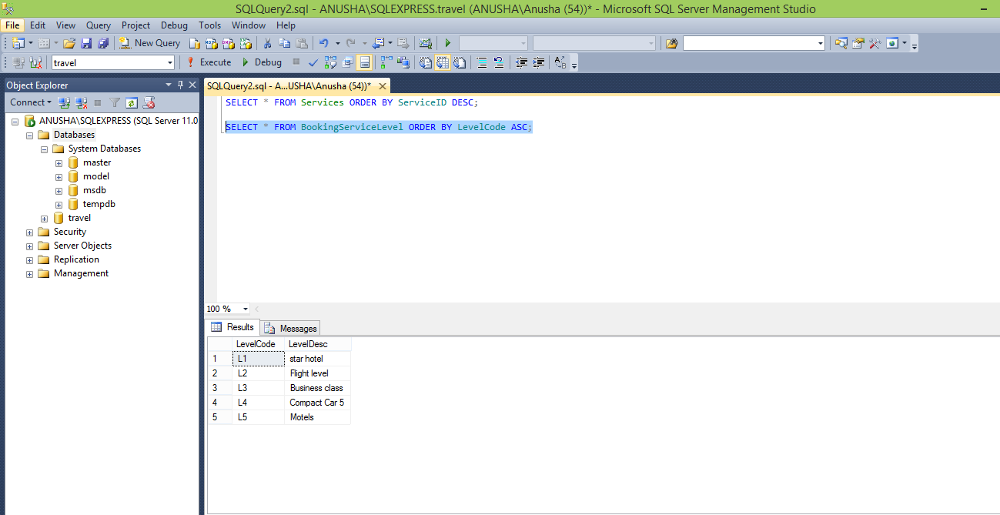 SQLQuery2.sql - ANUSHA\SQLEXPRESS.travel (ANUSHA\Anusha (54))* - Microsoft SQL Server Management Studio
File Edit View Query Project Debug Tools Window Help
New Query
travel Execute Debug
Object Explorer
Connect
ANUSHA\SQLEXPRESS (SQL Server 11.0
Databases
System Databases
master
model
msdb
tempdb
travel
Security
Server Objects
Replication
Management
SQLQuery2.sql - A...USHA\Anusha (54))*
SELECT * FROM Services ORDER BY ServiceID DESC;
SELECT * FROM BookingServiceLevel ORDER BY LevelCode ASC;
100 %
Results Messages
LevelCode LevelDesc
1 L1 star hotel
2 L2 Flight level
3 L3 Business class
4 L4 Compact Car 5
5 L5 Motels